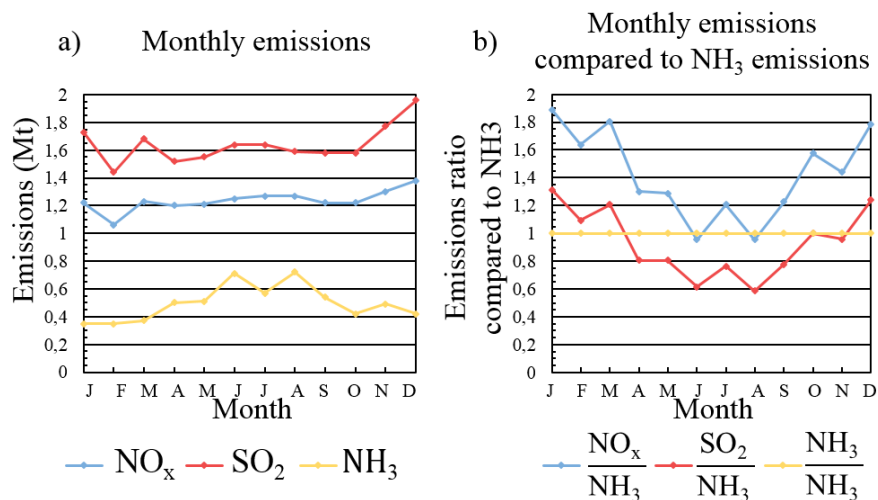 a) Monthly emissions
Emissions (Mt)
2
1,8
1,6
1,4
1,2
1
0,8
0,6
0,4
0,2
0
J F M A M J J A S O N D
Month
NOₓ SO₂ NH₃
b) Monthly emissions
compared to NH₃ emissions
Emissions ratio
compared to NH3
2
1,8
1,6
1,4
1,2
1
0,8
0,6
0,4
0,2
0
J F M A M J J A S O N D
Month
NOₓ SO₂ NH₃
NH₃ NH₃ NH₃